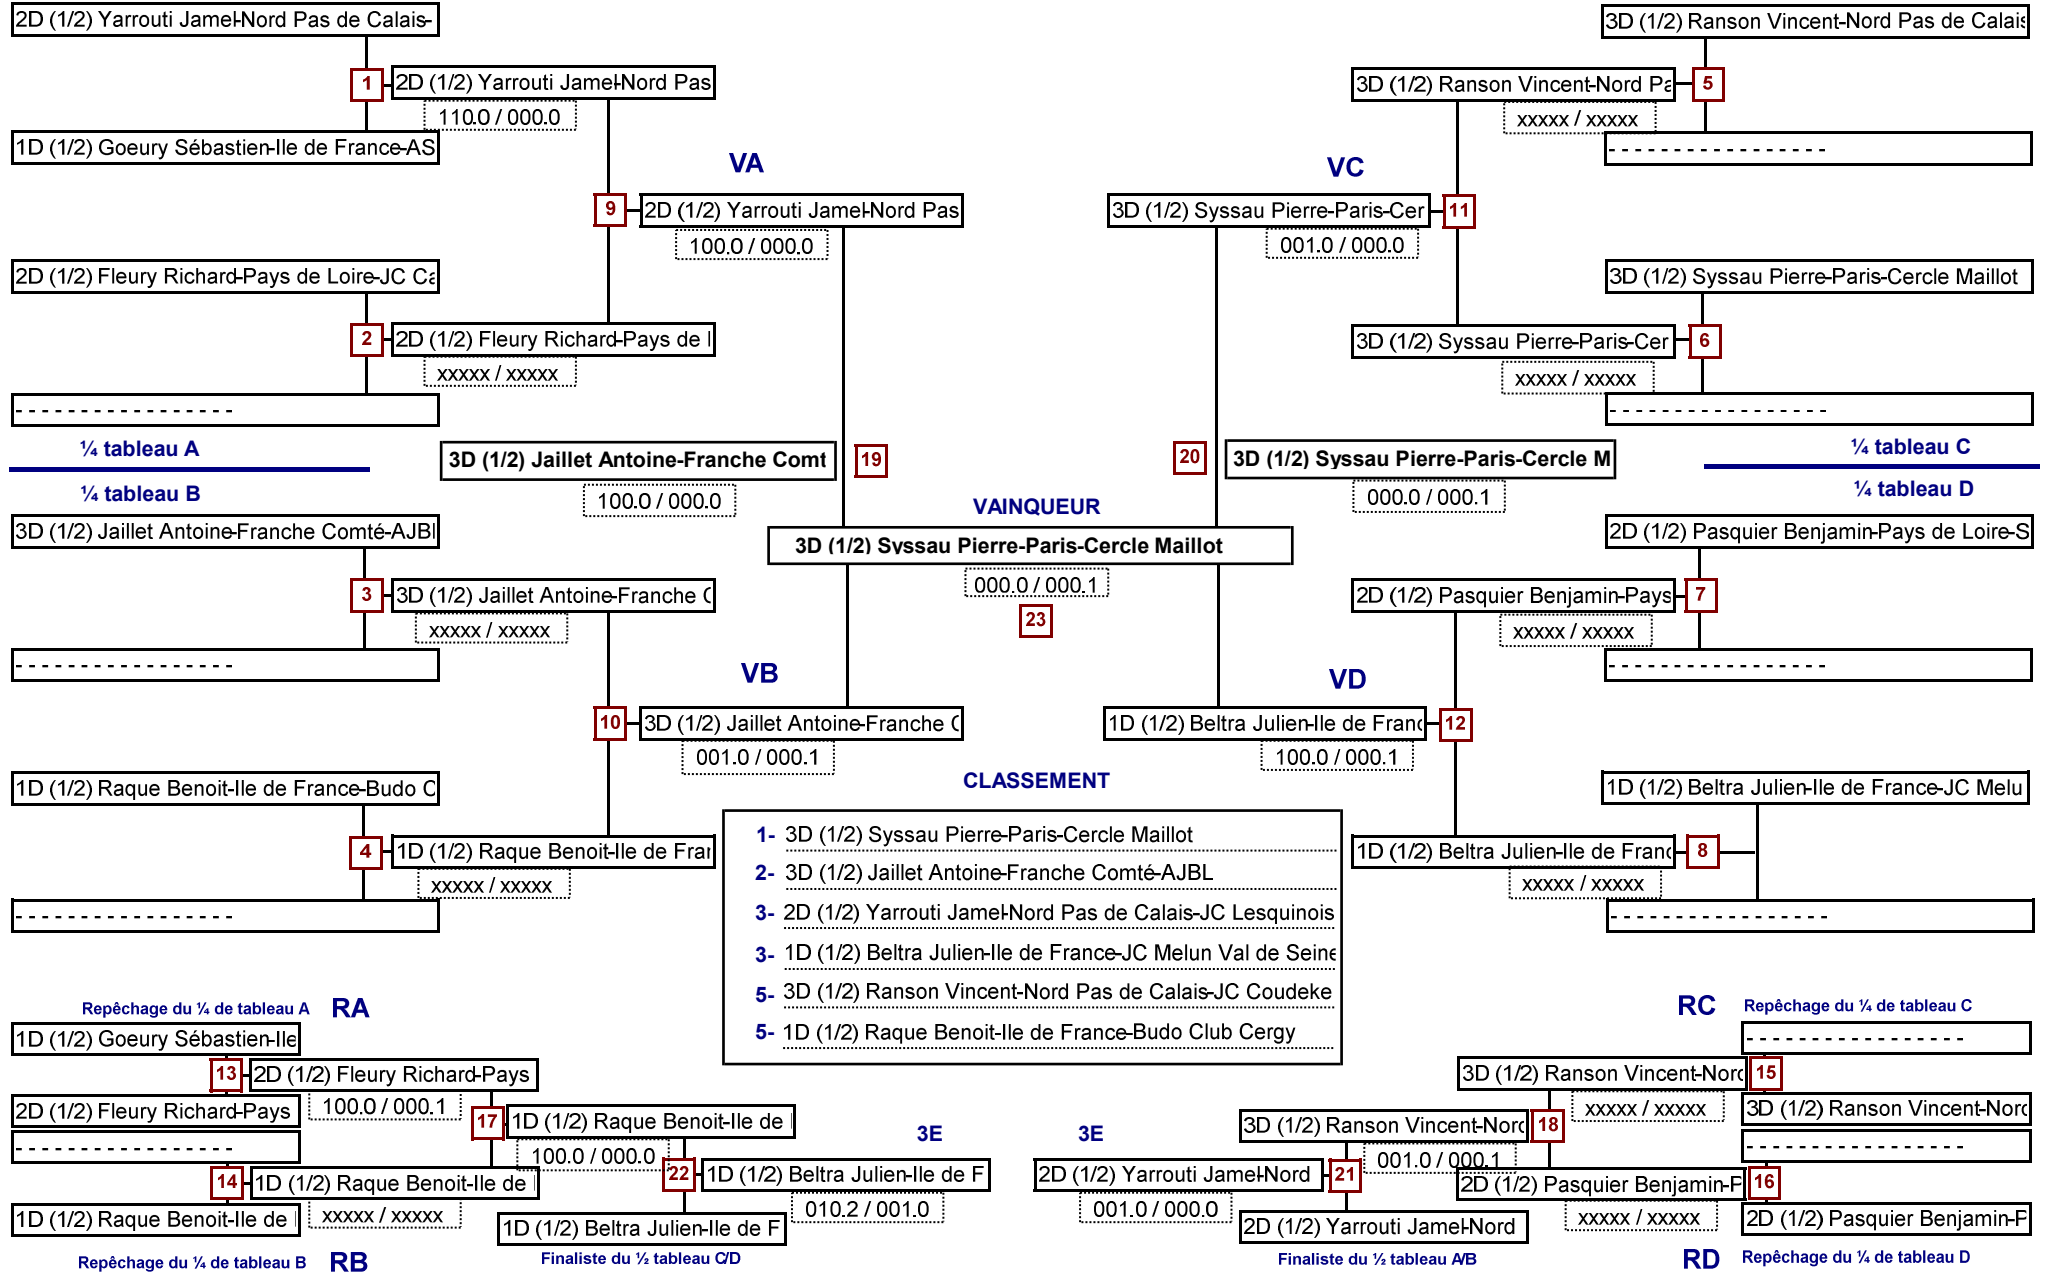 2D (1/2) Yarrouti Jamel-Nord Pas de Calais-
1
2D (1/2) Yarrouti Jamel-Nord Pas
110.0 / 000.0
1D (1/2) Goeury Sébastien-Ile de France-AS
VA
9
2D (1/2) Yarrouti Jamel-Nord Pas
100.0 / 000.0
2D (1/2) Fleury Richard-Pays de Loire-JC Ca
2
2D (1/2) Fleury Richard-Pays de
xxxxx / xxxxx
- - - - - - - - - - - - - - - - -
¼ tableau A
3D (1/2) Jaillet Antoine-Franche Comt
19
100.0 / 000.0
¼ tableau B
3D (1/2) Jaillet Antoine-Franche Comté-AJBL
3
3D (1/2) Jaillet Antoine-Franche C
xxxxx / xxxxx
- - - - - - - - - - - - - - - - -
VB
10
3D (1/2) Jaillet Antoine-Franche C
001.0 / 000.1
1D (1/2) Raque Benoit-Ile de France-Budo C
4
1D (1/2) Raque Benoit-Ile de Fran
xxxxx / xxxxx
- - - - - - - - - - - - - - - - -
3D (1/2) Ranson Vincent-Nord Pas de Calais
3D (1/2) Ranson Vincent-Nord Pa
5
xxxxx / xxxxx
- - - - - - - - - - - - - - - - -
VC
3D (1/2) Syssau Pierre-Paris-Cer
11
001.0 / 000.0
3D (1/2) Syssau Pierre-Paris-Cercle Maillot
3D (1/2) Syssau Pierre-Paris-Cer
6
xxxxx / xxxxx
- - - - - - - - - - - - - - - - -
20
3D (1/2) Syssau Pierre-Paris-Cercle M
000.0 / 000.1
¼ tableau C
¼ tableau D
VAINQUEUR
3D (1/2) Syssau Pierre-Paris-Cercle Maillot
000.0 / 000.1
23
2D (1/2) Pasquier Benjamin-Pays de Loire-S
2D (1/2) Pasquier Benjamin-Pays
7
xxxxx / xxxxx
- - - - - - - - - - - - - - - - -
VD
1D (1/2) Beltra Julien-Ile de Franc
12
100.0 / 000.1
1D (1/2) Beltra Julien-Ile de France-JC Melu
1D (1/2) Beltra Julien-Ile de Franc
8
xxxxx / xxxxx
- - - - - - - - - - - - - - - - -
CLASSEMENT
1- 3D (1/2) Syssau Pierre-Paris-Cercle Maillot
2- 3D (1/2) Jaillet Antoine-Franche Comté-AJBL
3- 2D (1/2) Yarrouti Jamel-Nord Pas de Calais-JC Lesquinois
3- 1D (1/2) Beltra Julien-Ile de France-JC Melun Val de Seine
5- 3D (1/2) Ranson Vincent-Nord Pas de Calais-JC Coudeke
5- 1D (1/2) Raque Benoit-Ile de France-Budo Club Cergy
Repêchage du ¼ de tableau A RA
1D (1/2) Goeury Sébastien-Ile
13
2D (1/2) Fleury Richard-Pays
2D (1/2) Fleury Richard-Pays
100.0 / 000.1
- - - - - - - - - - - - - - - - -
17
1D (1/2) Raque Benoit-Ile de
100.0 / 000.0
14
1D (1/2) Raque Benoit-Ile de
1D (1/2) Raque Benoit-Ile de
xxxxx / xxxxx
22
1D (1/2) Beltra Julien-Ile de F
010.2 / 001.0
1D (1/2) Beltra Julien-Ile de F
Repêchage du ¼ de tableau B RB
Finaliste du ½ tableau C/D
3E
3E
RC Repêchage du ¼ de tableau C
- - - - - - - - - - - - - - - - -
3D (1/2) Ranson Vincent-Nord
15
xxxxx / xxxxx
3D (1/2) Ranson Vincent-Nord
3D (1/2) Ranson Vincent-Nord
18
001.0 / 000.1
- - - - - - - - - - - - - - - - -
2D (1/2) Yarrouti Jamel-Nord
21
001.0 / 000.0
2D (1/2) Pasquier Benjamin-P
16
xxxxx / xxxxx
2D (1/2) Pasquier Benjamin-P
2D (1/2) Yarrouti Jamel-Nord
Finaliste du ½ tableau A/B
RD Repêchage du ¼ de tableau D